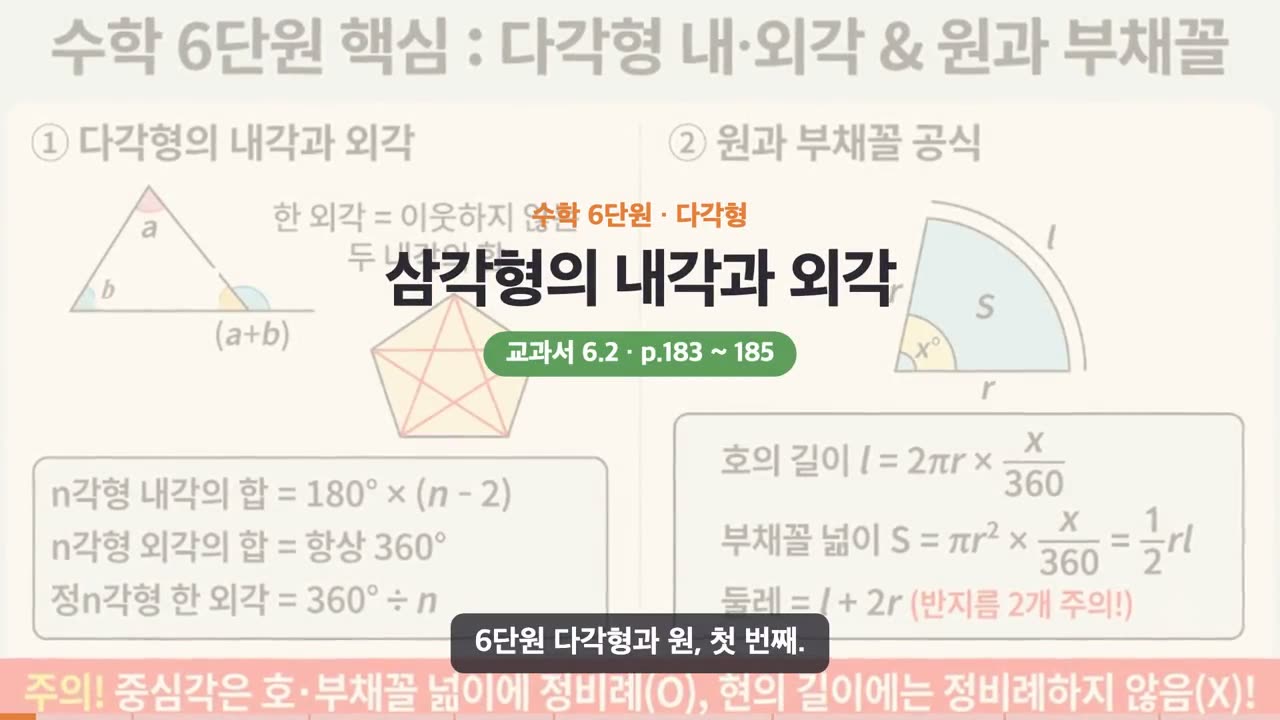 수학 6단원 핵심 : 다각형 내·외각 & 원과 부채꼴
① 다각형의 내각과 외각
a
b
(a+b)
한 외각 = 이웃하지
두 내각의 합
수학 6단원 · 다각형
삼각형의 내각과 외각
교과서 6.2 · p.183 ~ 185
n각형 내각의 합 = 180° × (n - 2)
n각형 외각의 합 = 항상 360°
정n각형 한 외각 = 360° ÷ n
② 원과 부채꼴 공식
l
r
S
x°
r
호의 길이 l = 2πr × x/360
부채꼴 넓이 S = πr² × x/360 = 1/2 rl
둘레 = l + 2r (반지름 2개 주의!)
6단원 다각형과 원, 첫 번째.
주의! 중심각은 호·부채꼴 넓이에 정비례(O), 현의 길이에는 정비례하지 않음(X)!